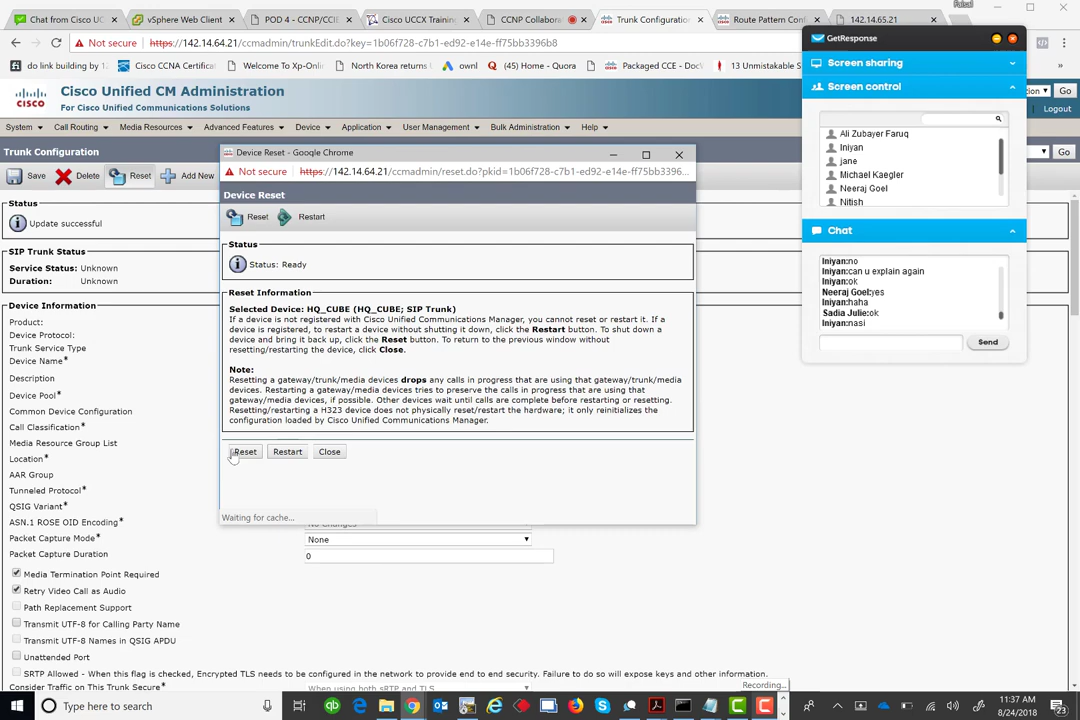 Chat from (1) Cisco UC
vSphere Web Client
POD 4 - CCNP/CCIE
Cisco UCCX Training
CCNP Collabora
Trunk Configuration
Route Pattern Conf
142.14.65.21
Faisal
Not secure https://142.14.64.21/ccmadmin/trunkEdit.do?key=1b06f728-c7b1-ed92-e14e-ff75bb3396b8
do link building by 1
Cisco CCNA Certificat
Welcome To Xp-Onli
North Korea returns
ownl
(45) Home - Quora
Packaged CCE - Doc
13 Unmistakable S
Cisco Unified CM Administration
For Cisco Unified Communications Solutions
CISCO
Go
Logout
System
Call Routing
Media Resources
Advanced Features
Device
Application
User Management
Bulk Administration
Help
Trunk Configuration
Go
Save
Delete
Reset
Add New
Status
Update successful
SIP Trunk Status
Service Status: Unknown
Duration: Unknown
Device Information
Product:
Device Protocol:
Trunk Service Type
Device Name*
Description
Device Pool*
Common Device Configuration
Call Classification*
Media Resource Group List
Location*
AAR Group
Tunneled Protocol*
QSIG Variant*
ASN.1 ROSE OID Encoding*
No Changes
Packet Capture Mode*
None
Packet Capture Duration
0
Media Termination Point Required
Retry Video Call as Audio
Path Replacement Support
Transmit UTF-8 for Calling Party Name
Transmit UTF-8 Names in QSIG APDU
Unattended Port
SRTP Allowed - When this flag is checked, Encrypted TLS needs to be configured in the network to provide end to end security. Failure to do so will expose keys and other information.
Consider Traffic on This Trunk Secure*
When using both sRTP and TLS
Device Reset - Google Chrome
Not secure https://142.14.64.21/ccmadmin/reset.do?pkid=1b06f728-c7b1-ed92-e14e-ff75bb3396...
Device Reset
Reset
Restart
Status
Status: Ready
Reset Information
Selected Device: HQ_CUBE (HQ_CUBE; SIP Trunk)
If a device is not registered with Cisco Unified Communications Manager, you cannot reset or restart it. If a
device is registered, to restart a device without shutting it down, click the Restart button. To shut down a
device and bring it back up, click the Reset button. To return to the previous window without
resetting/restarting the device, click Close.
Note:
Resetting a gateway/trunk/media devices drops any calls in progress that are using that gateway/trunk/media
devices. Restarting a gateway/media devices tries to preserve the calls in progress that are using that
gateway/media devices, if possible. Other devices wait until calls are complete before restarting or resetting.
Resetting/restarting a H323 device does not physically reset/restart the hardware; it only reinitializes the
configuration loaded by Cisco Unified Communications Manager.
Reset
Restart
Close
Waiting for cache...
GetResponse
Screen sharing
Screen control
Ali Zubayer Faruq
Iniyan
jane
Michael Kaegler
Neeraj Goel
Nitish
Chat
Iniyan:no
Iniyan:can u explain again
Iniyan:ok
Neeraj Goel:yes
Iniyan:haha
Sadia Julie:ok
Iniyan:nasi
Send
Recording...
Type here to search
11:37 AM
8/24/2018
23